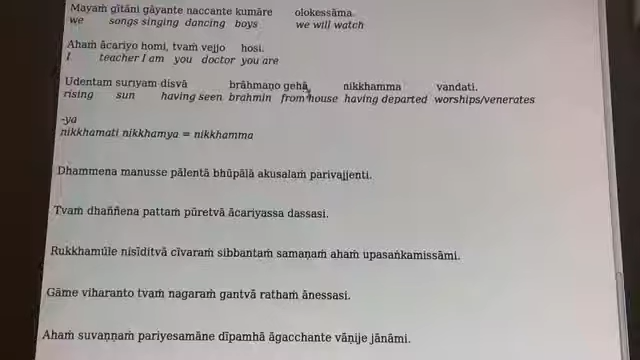 Mayaṁ gītāni gāyante naccante kumāre olokessāma.
we songs singing dancing boys we will watch
Ahaṁ ācariyo homi, tvaṁ vejjo hosi.
I teacher I am you doctor you are
Udentaṁ suriyaṁ disvā brāhmaṇo gehā nikkhamma vandati.
rising sun having seen brahmin from house having departed worships/venerates
-ya
nikkhamati nikkhamya = nikkhamma
Dhammena manusse pālentā bhūpālā akusalaṁ parivajjenti.
Tvaṁ dhaññena pattaṁ pūretvā ācariyassa dassasi.
Rukkhamūle nisīditvā cīvaraṁ sibbantaṁ samaṇaṁ ahaṁ upasaṅkamissāmi.
Gāme viharanto tvaṁ nagaraṁ gantvā rathaṁ ānessasi.
Ahaṁ suvaṇṇaṁ pariyesamāne dīpamhā āgacchante vāṇije jānāmi.